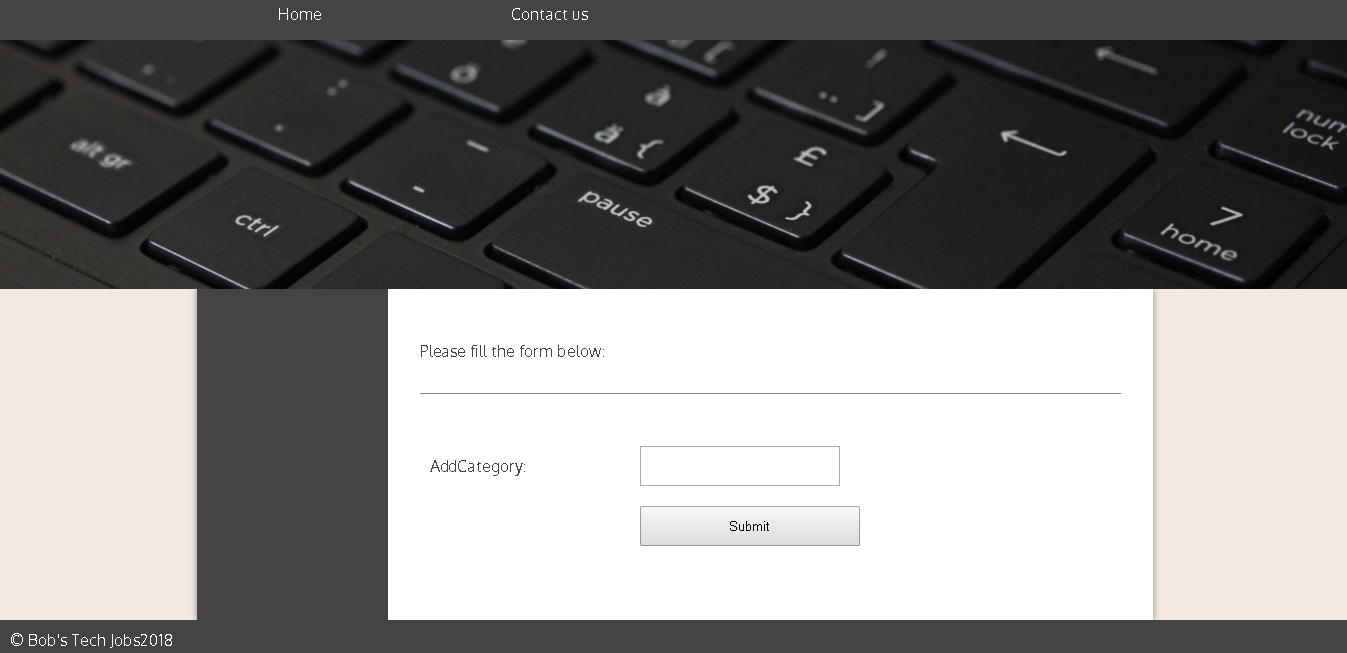 Home Contact us
alt gr
ctrl
pause
ä {
£
$ }
]
num
lock
7
home
Please fill the form below:
AddCategory:
Submit
© Bob's Tech Jobs2018